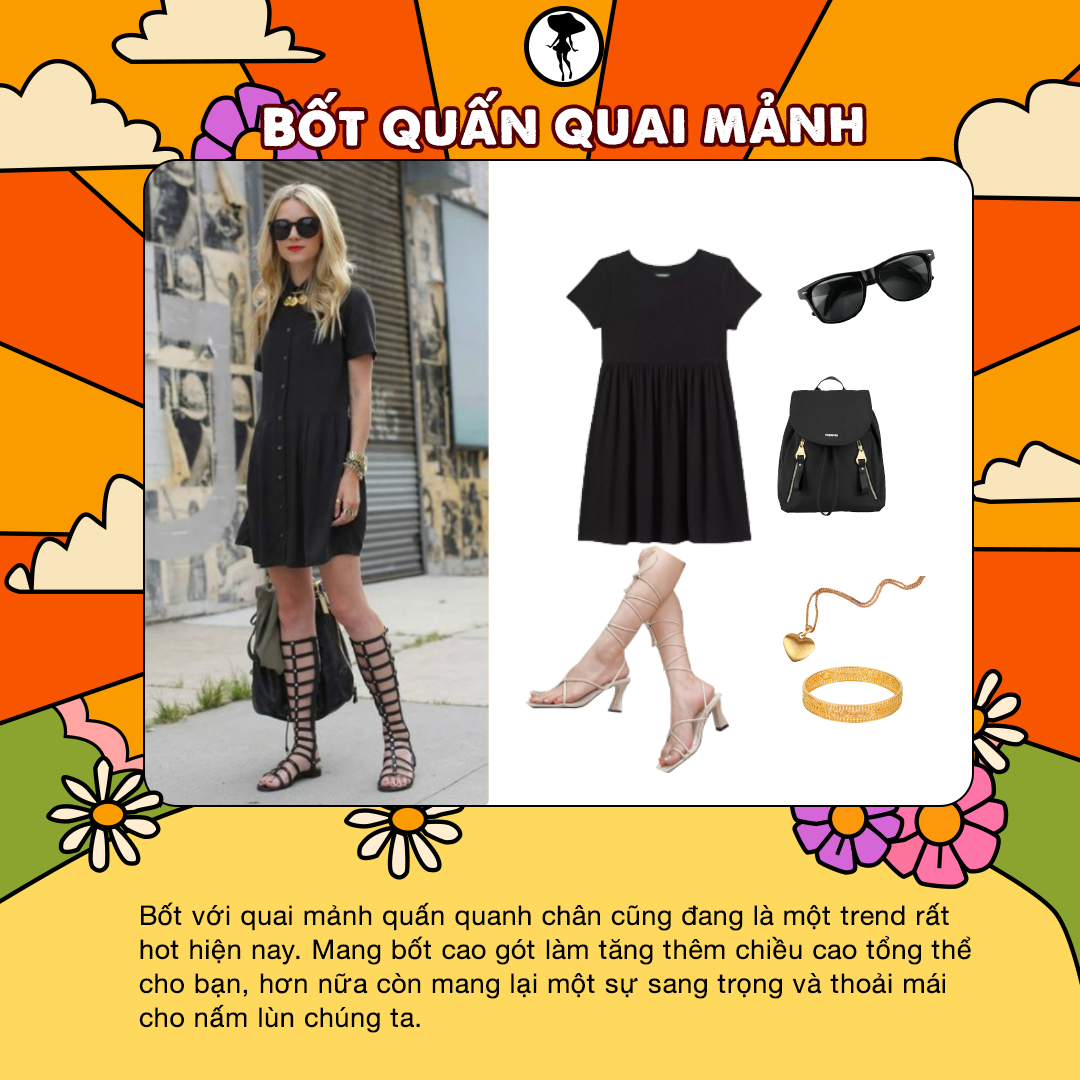 BỐT QUẤN QUAI MẢNH
Bốt với quai mảnh quấn quanh chân cũng đang là một trend rất
hot hiện nay. Mang bốt cao gót làm tăng thêm chiều cao tổng thể
cho bạn, hơn nữa còn mang lại một sự sang trọng và thoải mái
cho nấm lùn chúng ta.